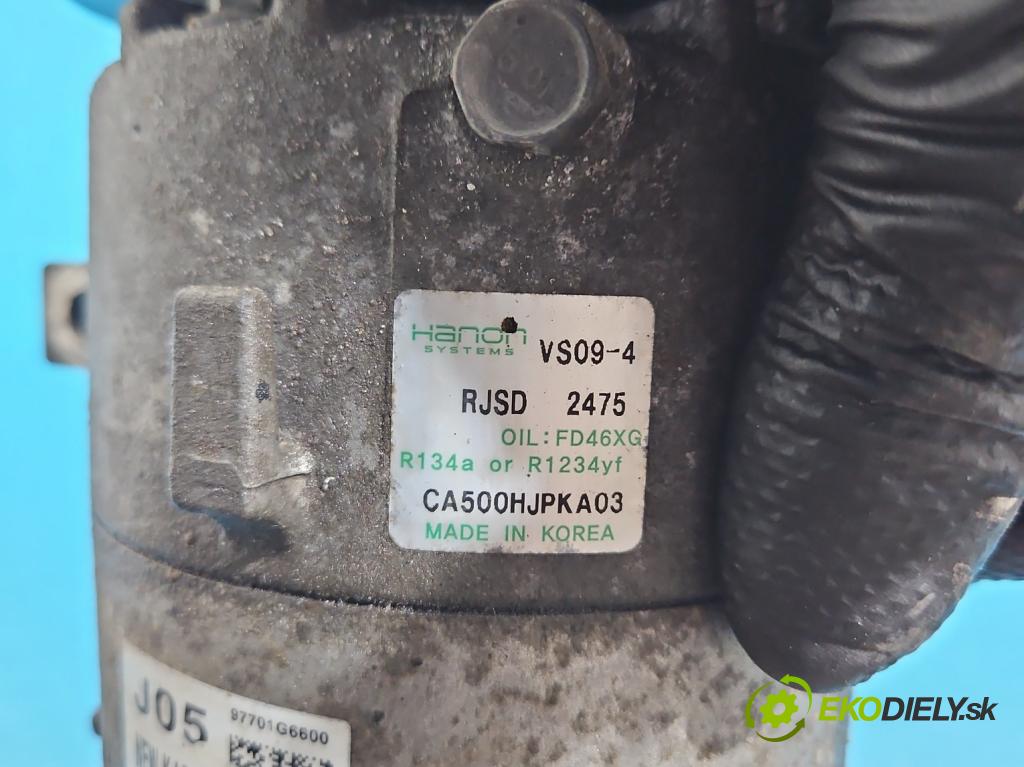 Hanon
SYSTEMS
VS09-4
RJSD 2475
OIL:FD46XG
R134a or R1234yf
CA500HJPKA03
MADE IN KOREA
J05
97701G6600
EKODIELY.sk